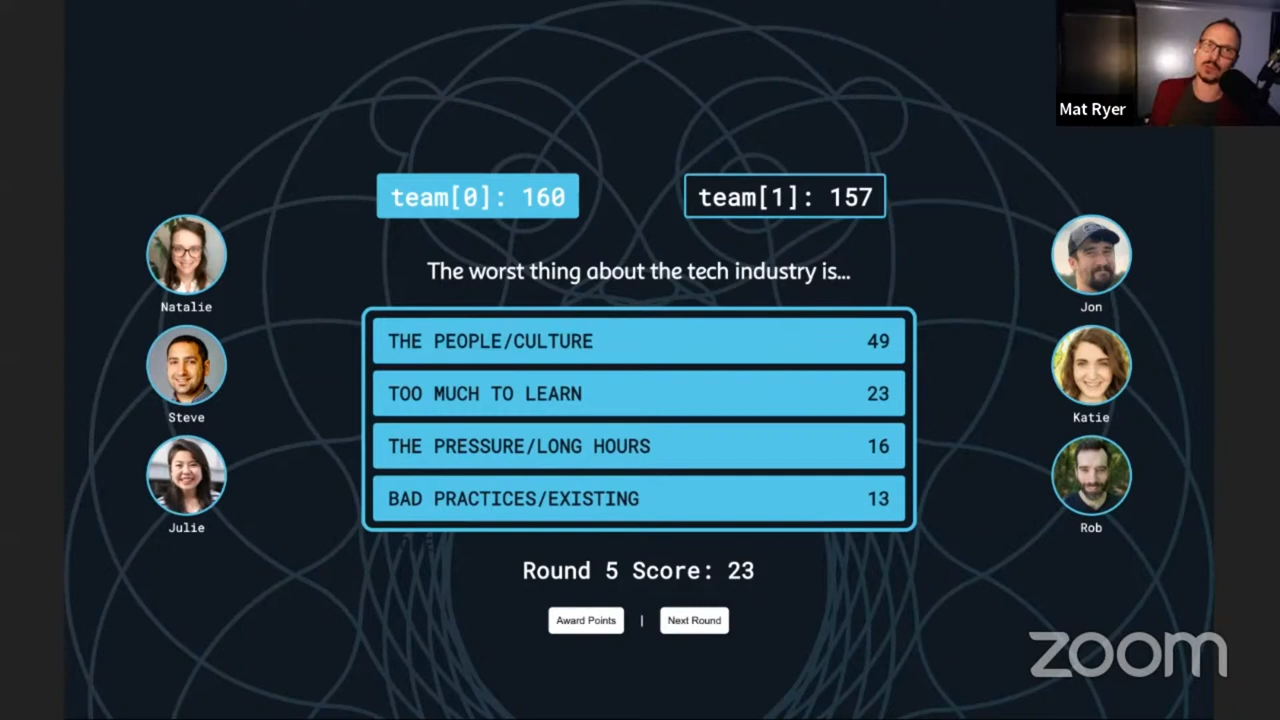 Mat Ryer
team[0]: 160
team[1]: 157
The worst thing about the tech industry is...
THE PEOPLE/CULTURE 49
TOO MUCH TO LEARN 23
THE PRESSURE/LONG HOURS 16
BAD PRACTICES/EXISTING 13
Natalie
Steve
Julie
Jon
Katie
Rob
Round 5 Score: 23
Award Points | Next Round
zoom